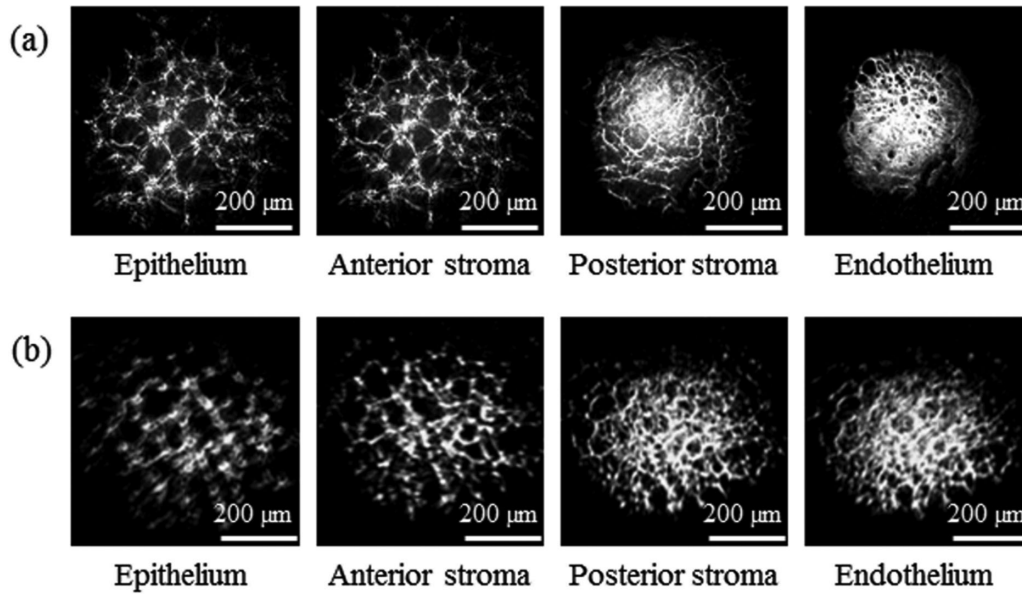 (a)
200 µm 200 µm 200 µm 200 µm
Epithelium Anterior stroma Posterior stroma Endothelium
(b)
200 µm 200 µm 200 µm 200 µm
Epithelium Anterior stroma Posterior stroma Endothelium